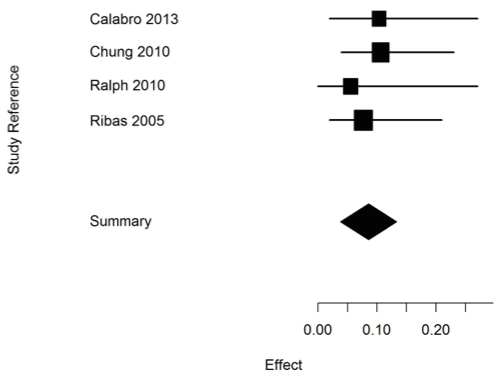 Calabro 2013
Chung 2010
Ralph 2010
Ribas 2005
Study Reference
Summary
0.00 0.10 0.20
Effect